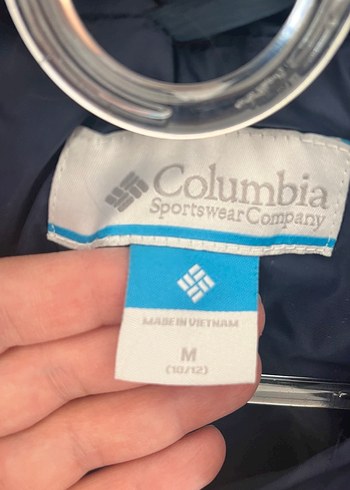 Columbia
Sportswear Company
MADE IN VIETNAM
M
(10/12)